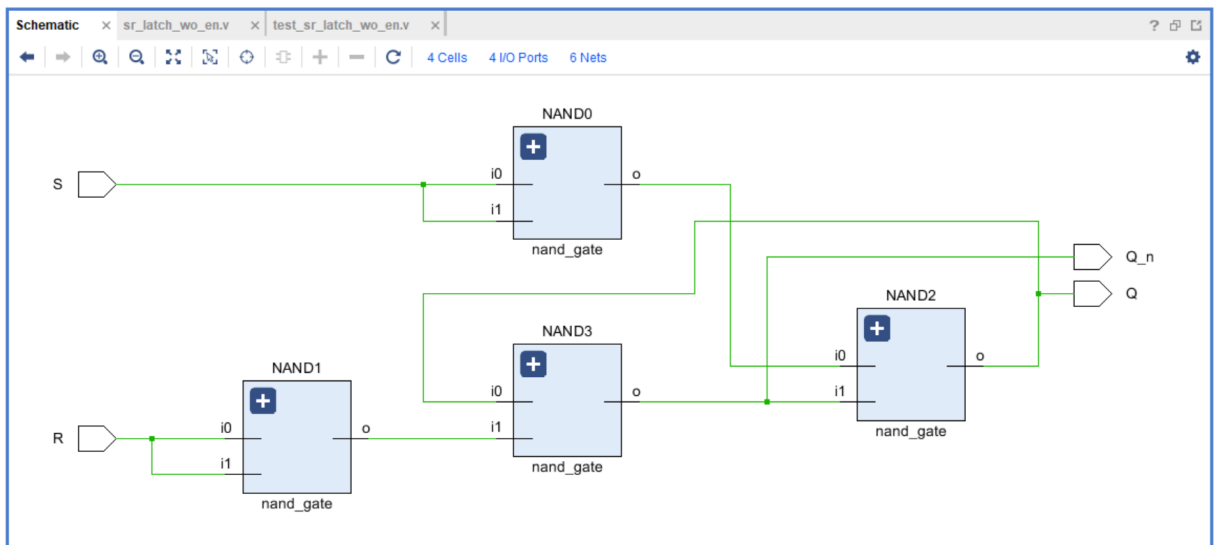 Schematic × sr_latch_wo_en.v × test_sr_latch_wo_en.v ×
?
4 Cells 4 I/O Ports 6 Nets
NAND0
S
i0
o
i1
nand_gate
Q_n
Q
NAND2
NAND3
i0
o
i1
nand_gate
NAND1
i0
o
i1
nand_gate
R
i0
o
i1
nand_gate